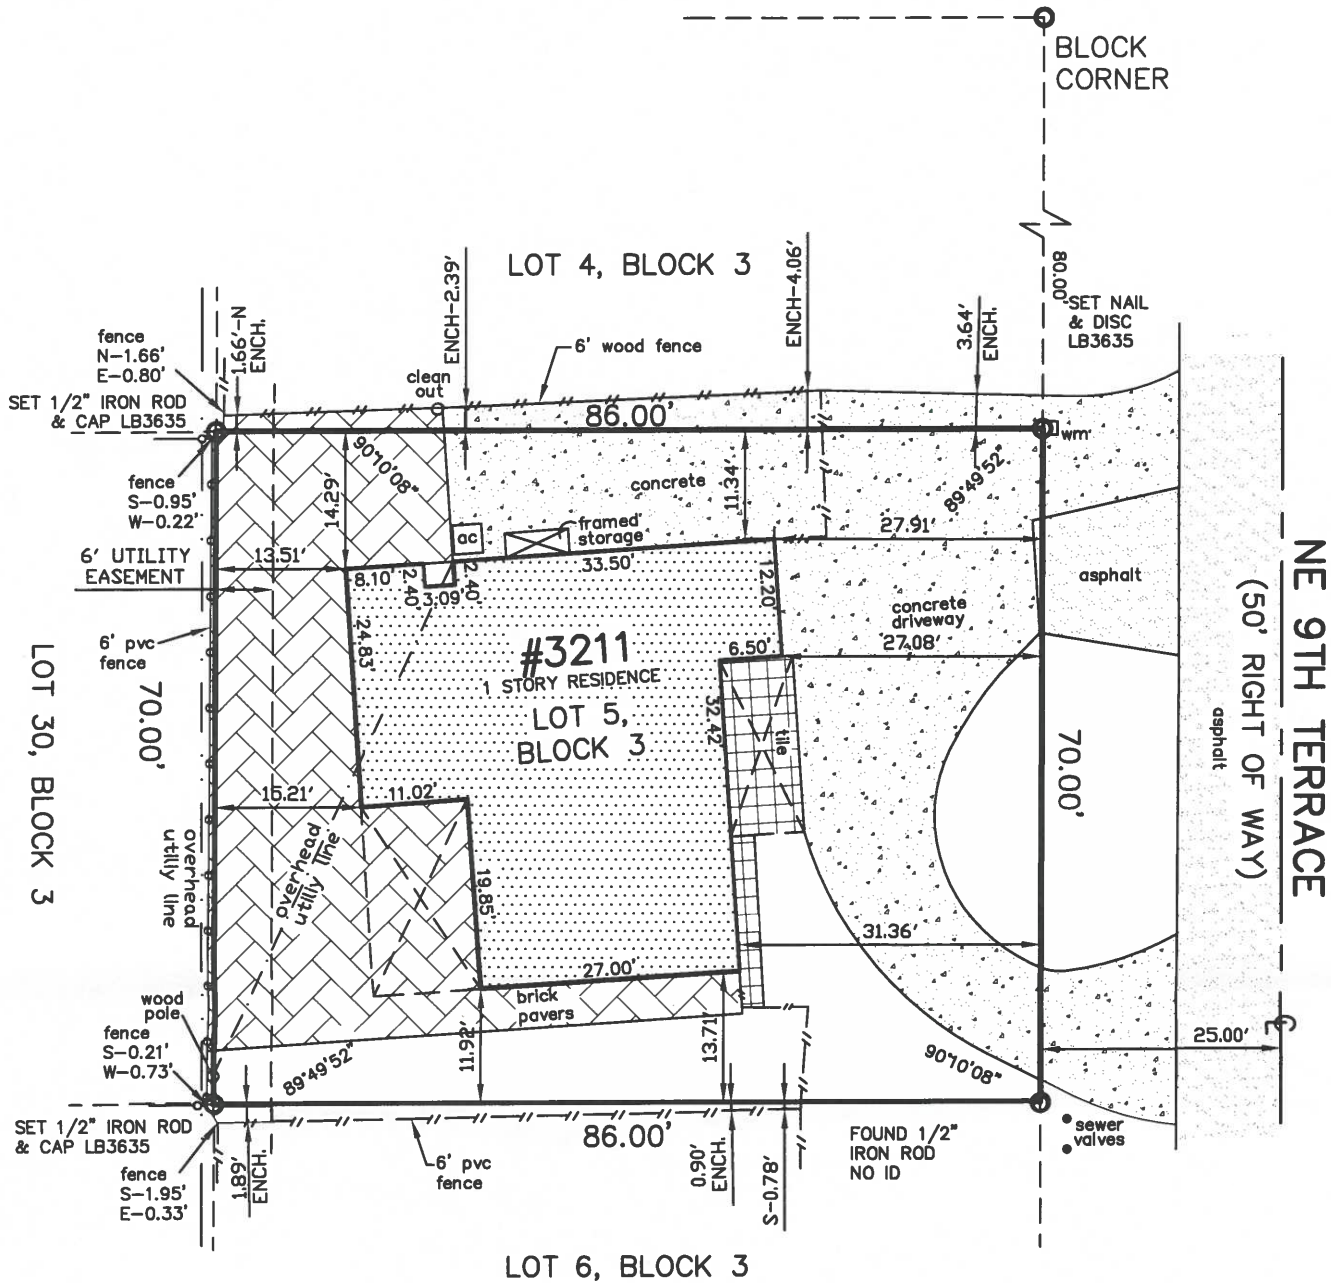 BLOCK
CORNER
80.00'
SET NAIL
& DISC
LB3635
LOT 4, BLOCK 3
ENCH-2.39'
ENCH-4.06'
3.64'
ENCH.
1.66'-N
ENCH.
fence
N-1.66'
E-0.80'
6' wood fence
clean
out
SET 1/2" IRON ROD
& CAP LB3635
86.00'
wm
90°10'08"
89°49'52"
fence
S-0.95'
W-0.22'
14.29'
concrete
11.34'
framed
storage
ac
27.91'
6' UTILITY
EASEMENT
13.51'
8.10'
2.40'
3.09'
2.40'
33.50'
12.20'
asphalt
concrete
driveway
27.08'
6' pvc
fence
24.83'
#3211
1 STORY RESIDENCE
LOT 5,
BLOCK 3
6.50'
32.42'
tile
LOT 30, BLOCK 3
70.00'
70.00'
asphalt
NE 9TH TERRACE
(50' RIGHT OF WAY)
15.21'
11.02'
overhead
utiliy line
overhead
utiliy line
19.85'
31.36'
27.00'
brick
pavers
wood
pole
fence
S-0.21'
W-0.73'
89°49'52"
11.92'
13.71'
90°10'08"
25.00'
SET 1/2" IRON ROD
& CAP LB3635
86.00'
fence
S-1.95'
E-0.33'
1.89'
ENCH.
6' pvc
fence
0.90'
ENCH.
S-0.78'
FOUND 1/2"
IRON ROD
NO ID
sewer
valves
LOT 6, BLOCK 3